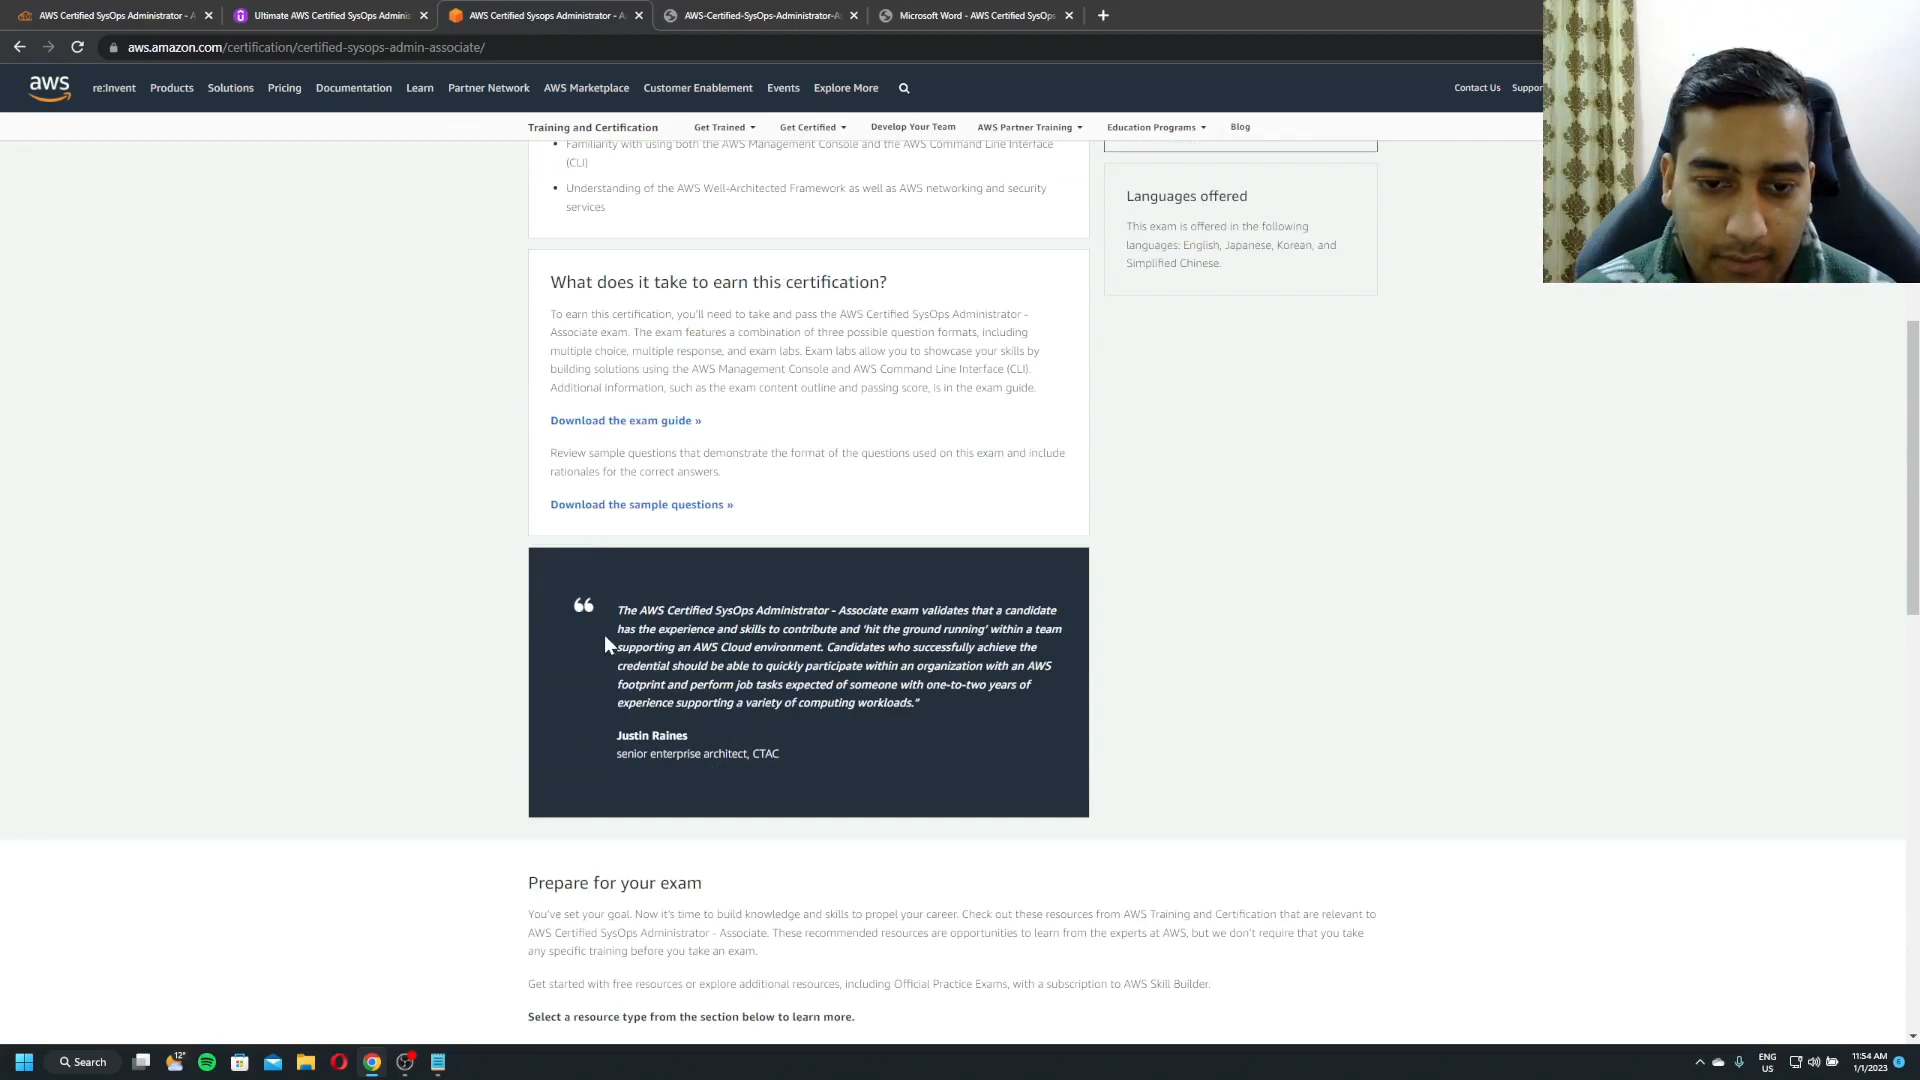 AWS Certified SysOps Administrator - A
Ultimate AWS Certified SysOps Adminis
AWS Certified Sysops Administrator - A
AWS-Certified-SysOps-Administrator-A
Microsoft Word - AWS Certified SysOps
aws.amazon.com/certification/certified-sysops-admin-associate/
aws
re:Invent
Products
Solutions
Pricing
Documentation
Learn
Partner Network
AWS Marketplace
Customer Enablement
Events
Explore More
Contact Us
Suppor
Training and Certification
Get Trained
Get Certified
Develop Your Team
AWS Partner Training
Education Programs
Blog
• Familiarity with using both the AWS Management Console and the AWS Command Line Interface
(CLI)
• Understanding of the AWS Well-Architected Framework as well as AWS networking and security
services
Languages offered
This exam is offered in the following
languages: English, Japanese, Korean, and
Simplified Chinese.
What does it take to earn this certification?
To earn this certification, you'll need to take and pass the AWS Certified SysOps Administrator -
Associate exam. The exam features a combination of three possible question formats, including
multiple choice, multiple response, and exam labs. Exam labs allow you to showcase your skills by
building solutions using the AWS Management Console and AWS Command Line Interface (CLI).
Additional information, such as the exam content outline and passing score, is in the exam guide.
Download the exam guide »
Review sample questions that demonstrate the format of the questions used on this exam and include
rationales for the correct answers.
Download the sample questions »
“ The AWS Certified SysOps Administrator - Associate exam validates that a candidate
has the experience and skills to contribute and 'hit the ground running' within a team
supporting an AWS Cloud environment. Candidates who successfully achieve the
credential should be able to quickly participate within an organization with an AWS
footprint and perform job tasks expected of someone with one-to-two years of
experience supporting a variety of computing workloads.”
Justin Raines
senior enterprise architect, CTAC
Prepare for your exam
You've set your goal. Now it's time to build knowledge and skills to propel your career. Check out these resources from AWS Training and Certification that are relevant to
AWS Certified SysOps Administrator - Associate. These recommended resources are opportunities to learn from the experts at AWS, but we don't require that you take
any specific training before you take an exam.
Get started with free resources or explore additional resources, including Official Practice Exams, with a subscription to AWS Skill Builder.
Select a resource type from the section below to learn more.
Search
12°
ENG
US
11:54 AM
1/1/2023
6